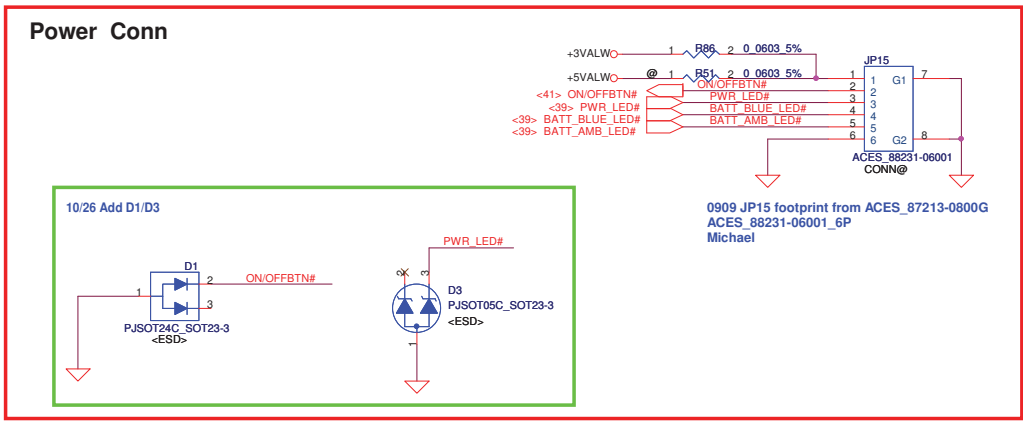 Power Conn
+3VALW 1 R86 2 0_0603_5%
+5VALW @ 1 R51 2 0_0603_5%
JP15
<41> ON/OFFBTN# ON/OFFBTN#
<39> PWR_LED# PWR_LED#
<39> BATT_BLUE_LED# BATT_BLUE_LED#
<39> BATT_AMB_LED# BATT_AMB_LED#
1 1 G1 7
2 2
3 3
4 4
5 5
6 6 G2 8
ACES_88231-06001
CONN@
0909 JP15 footprint from ACES_87213-0800G
ACES_88231-06001_6P
Michael
10/26 Add D1/D3
D1
1 2 ON/OFFBTN#
3
PJSOT24C_SOT23-3
<ESD>
PWR_LED#
2 3
D3
PJSOT05C_SOT23-3
<ESD>
1